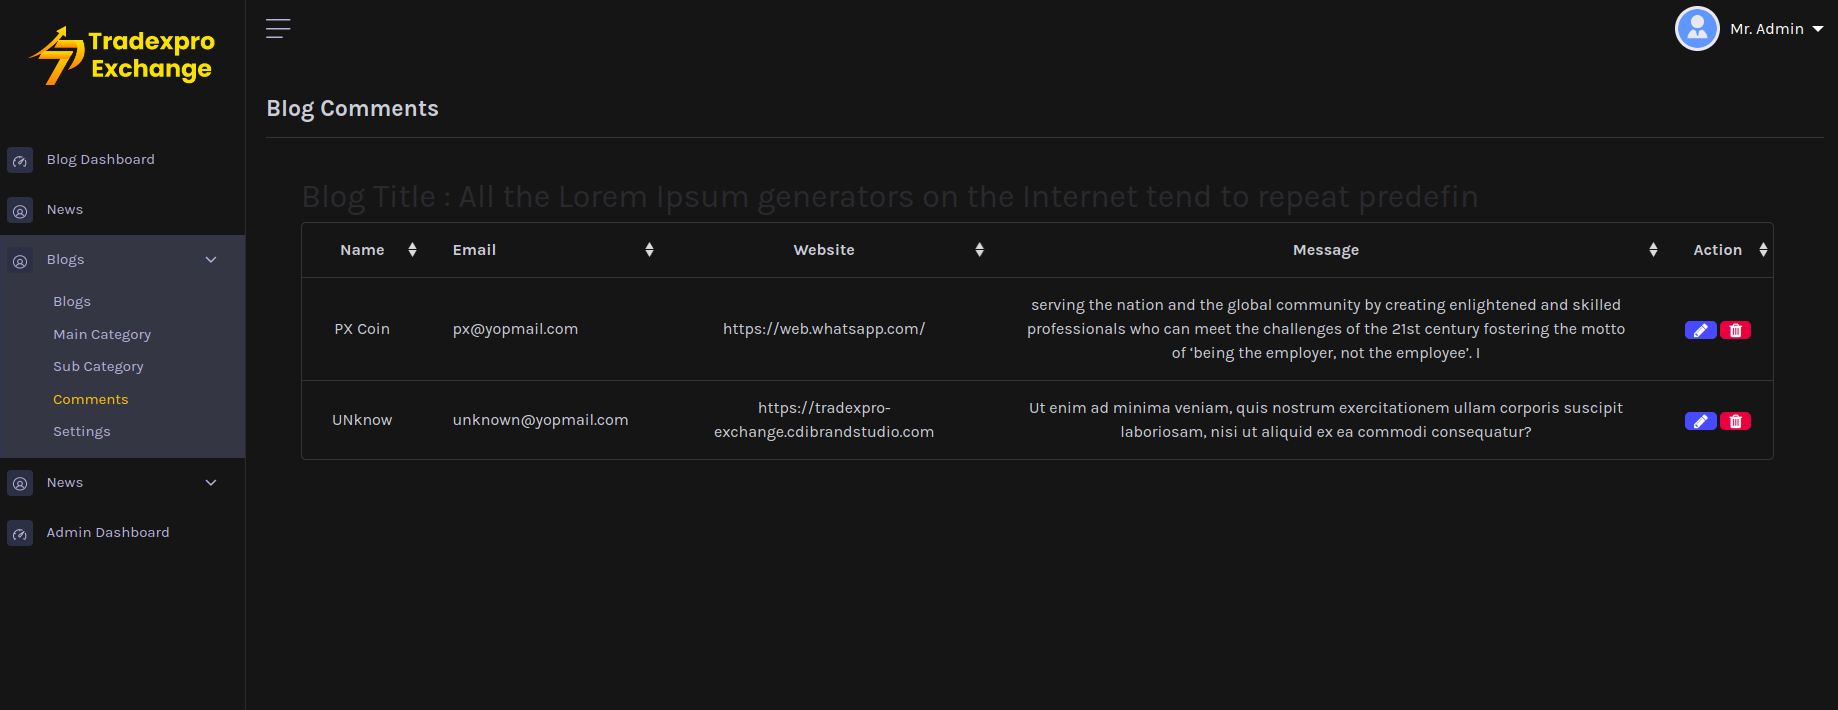 Tradexpro
Exchange
Mr. Admin
Blog Comments
Blog Dashboard
News
Blogs
Blogs
Main Category
Sub Category
Comments
Settings
News
Admin Dashboard
Blog Title : All the Lorem Ipsum generators on the Internet tend to repeat predefin
Name Email Website Message Action
PX Coin px@yopmail.com https://web.whatsapp.com/
serving the nation and the global community by creating enlightened and skilled
professionals who can meet the challenges of the 21st century fostering the motto
of ‘being the employer, not the employee’. I
UNknow unknown@yopmail.com
https://tradexpro-
exchange.cdibrandstudio.com
Ut enim ad minima veniam, quis nostrum exercitationem ullam corporis suscipit
laboriosam, nisi ut aliquid ex ea commodi consequatur?